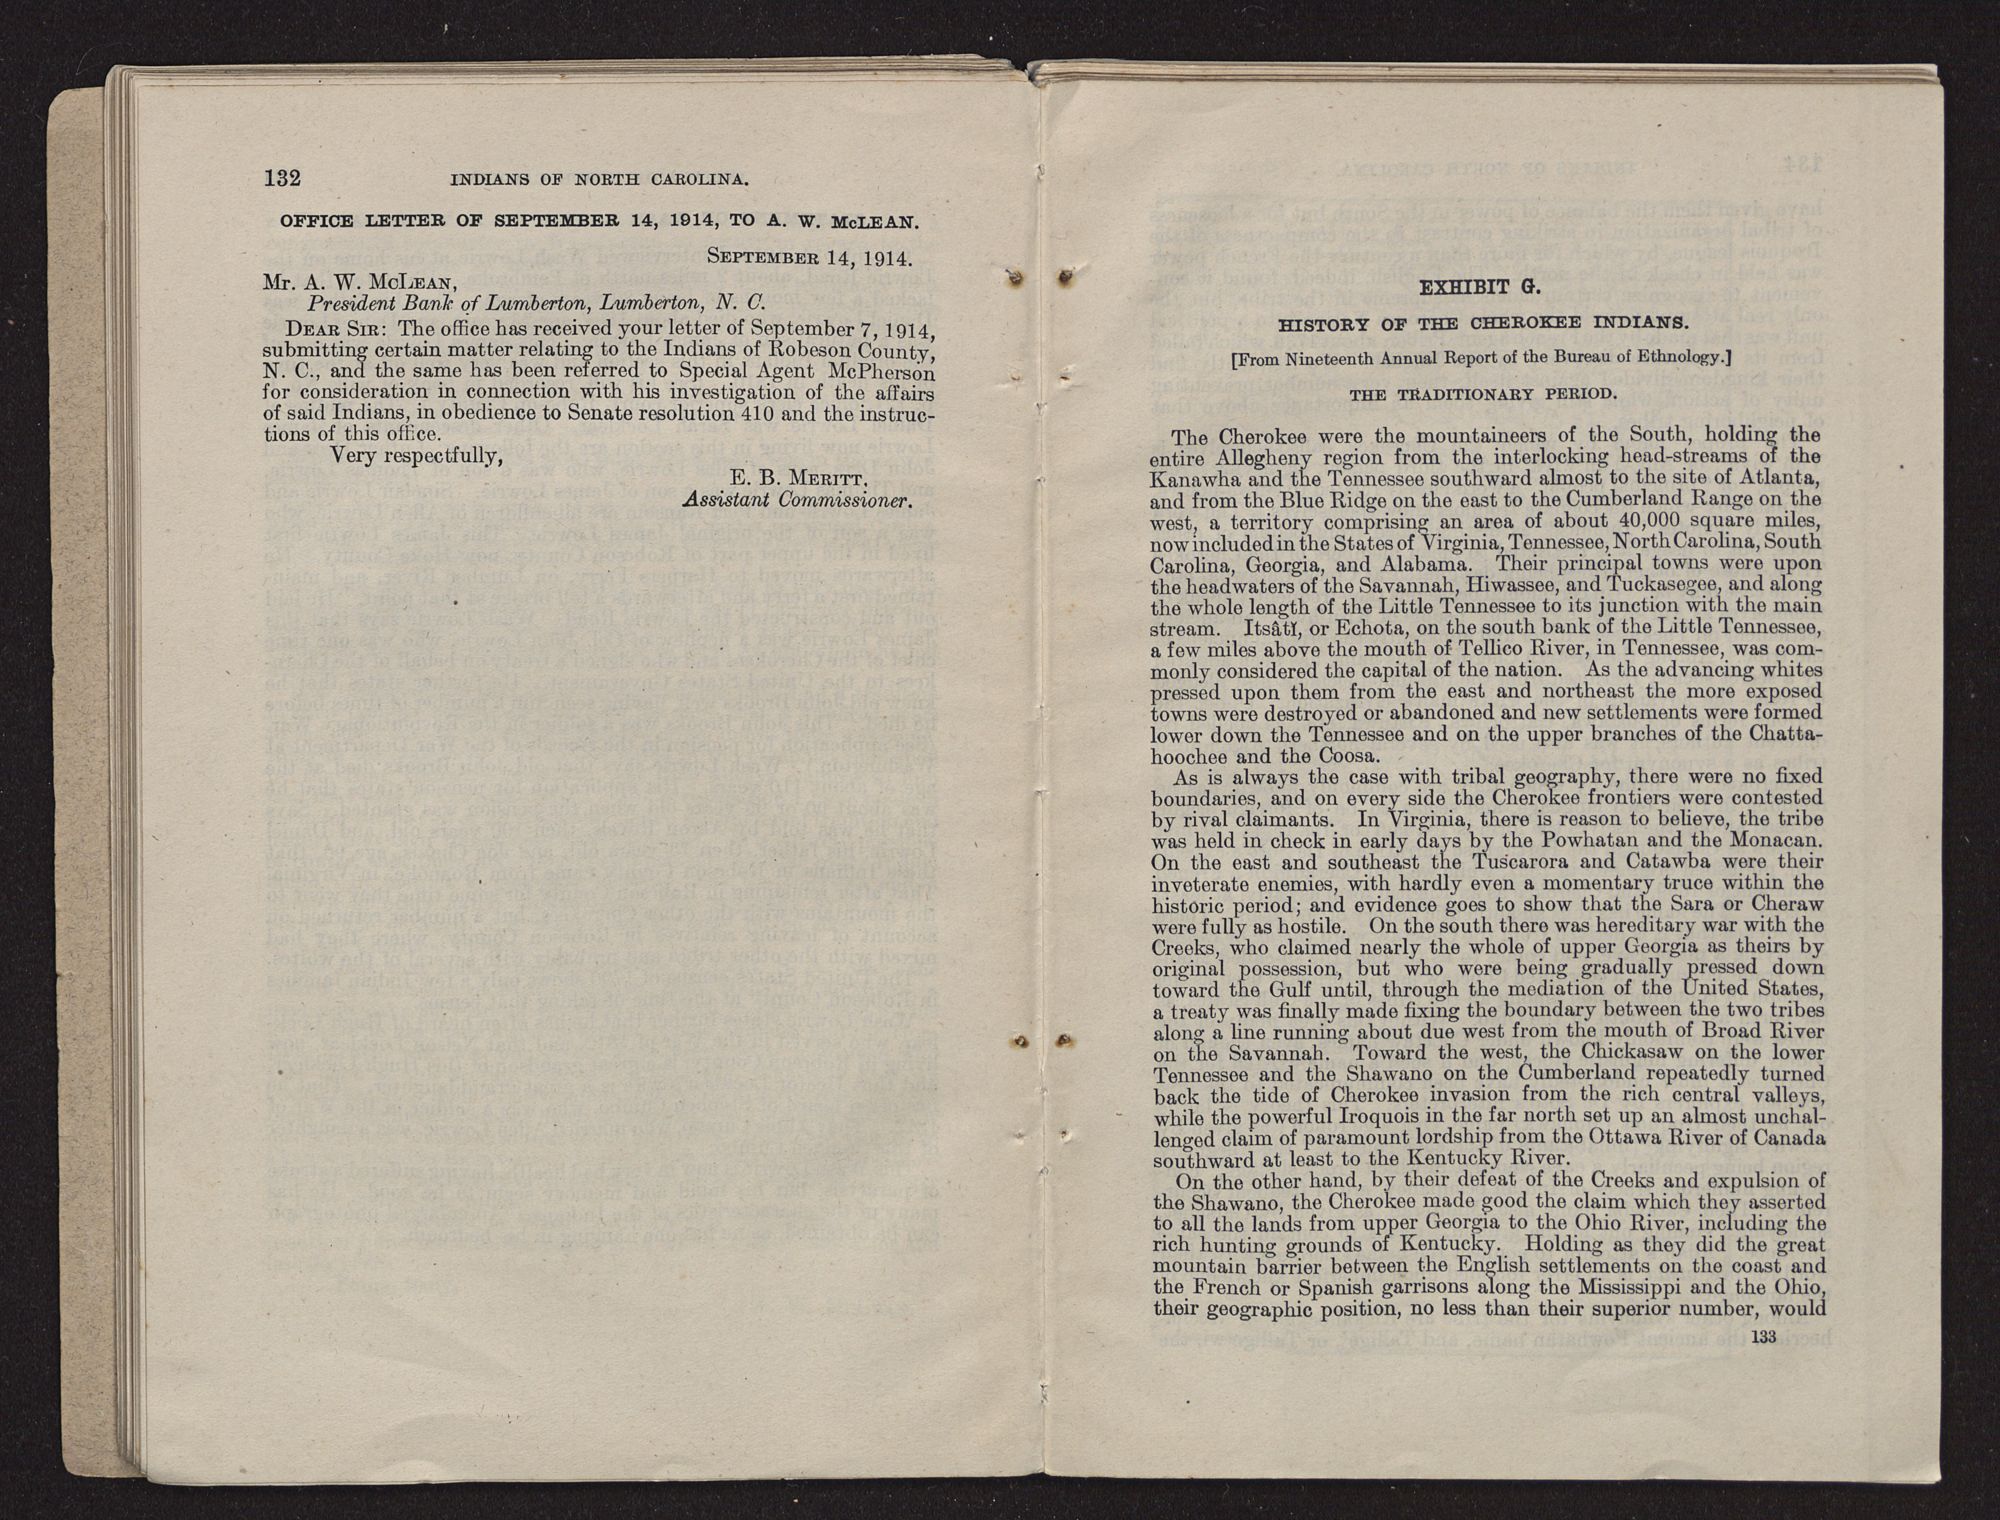 132 INDIANS OF NORTH CAROLINA.
OFFICE LETTER OF SEPTEMBER 14, 1914, TO A. W. McLEAN.
SEPTEMBER 14, 1914.
Mr. A. W. McLEAN,
President Bank of Lumberton, Lumberton, N. C.
DEAR SIR: The office has received your letter of September 7, 1914,
submitting certain matter relating to the Indians of Robeson County,
N. C., and the same has been referred to Special Agent McPherson
for consideration in connection with his investigation of the affairs
of said Indians, in obedience to Senate resolution 410 and the instruc-
tions of this office.
Very respectfully,
E. B. MERITT,
Assistant Commissioner.
EXHIBIT G.
HISTORY OF THE CHEROKEE INDIANS.
[From Nineteenth Annual Report of the Bureau of Ethnology.]
THE TRADITIONARY PERIOD.
The Cherokee were the mountaineers of the South, holding the
entire Allegheny region from the interlocking head-streams of the
Kanawha and the Tennessee southward almost to the site of Atlanta,
and from the Blue Ridge on the east to the Cumberland Range on the
west, a territory comprising an area of about 40,000 square miles,
now included in the States of Virginia, Tennessee, North Carolina, South
Carolina, Georgia, and Alabama. Their principal towns were upon
the headwaters of the Savannah, Hiwassee, and Tuckasegee, and along
the whole length of the Little Tennessee to its junction with the main
stream. Itsâtĭ, or Echota, on the south bank of the Little Tennessee,
a few miles above the mouth of Tellico River, in Tennessee, was com-
monly considered the capital of the nation. As the advancing whites
pressed upon them from the east and northeast the more exposed
towns were destroyed or abandoned and new settlements were formed
lower down the Tennessee and on the upper branches of the Chatta-
hoochee and the Coosa.
As is always the case with tribal geography, there were no fixed
boundaries, and on every side the Cherokee frontiers were contested
by rival claimants. In Virginia, there is reason to believe, the tribe
was held in check in early days by the Powhatan and the Monacan.
On the east and southeast the Tuscarora and Catawba were their
inveterate enemies, with hardly even a momentary truce within the
historic period; and evidence goes to show that the Sara or Cheraw
were fully as hostile. On the south there was hereditary war with the
Creeks, who claimed nearly the whole of upper Georgia as theirs by
original possession, but who were being gradually pressed down
toward the Gulf until, through the mediation of the United States,
a treaty was finally made fixing the boundary between the two tribes
along a line running about due west from the mouth of Broad River
on the Savannah. Toward the west, the Chickasaw on the lower
Tennessee and the Shawano on the Cumberland repeatedly turned
back the tide of Cherokee invasion from the rich central valleys,
while the powerful Iroquois in the far north set up an almost unchal-
lenged claim of paramount lordship from the Ottawa River of Canada
southward at least to the Kentucky River.
On the other hand, by their defeat of the Creeks and expulsion of
the Shawano, the Cherokee made good the claim which they asserted
to all the lands from upper Georgia to the Ohio River, including the
rich hunting grounds of Kentucky. Holding as they did the great
mountain barrier between the English settlements on the coast and
the French or Spanish garrisons along the Mississippi and the Ohio,
their geographic position, no less than their superior number, would
133